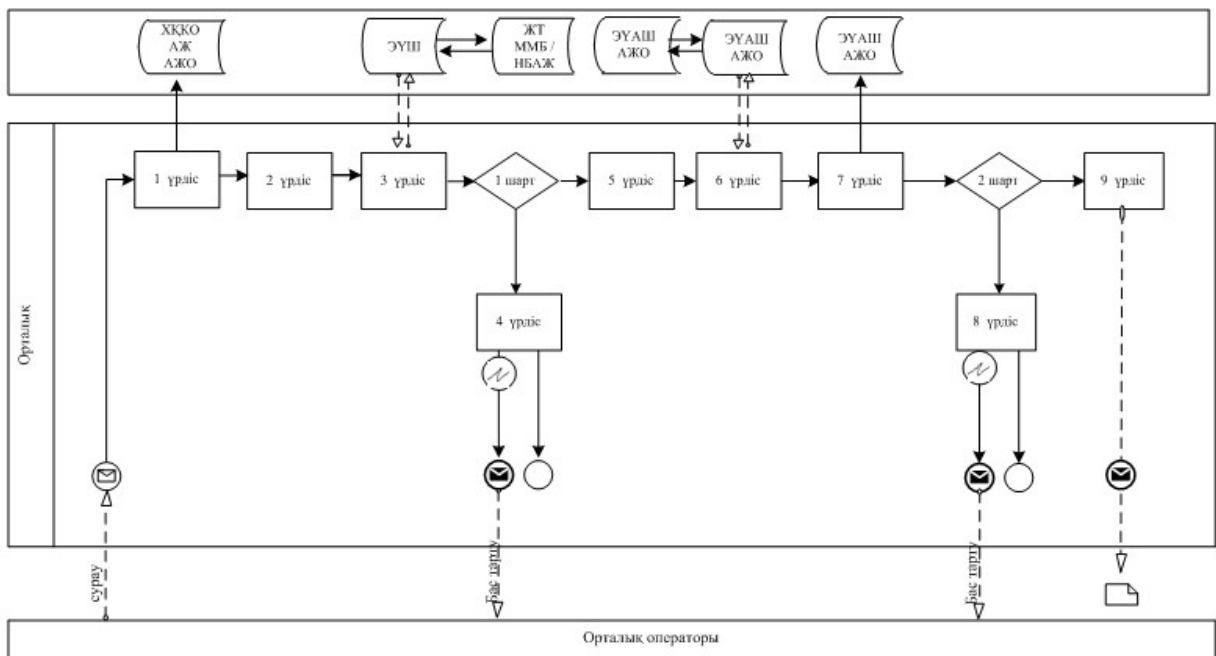 ХҚКО
АЖ
АЖО
ЭҮШ
ЖТ
ММБ /
НБАЖ
ЭҮАШ
АЖО
ЭҮАШ
АЖО
ЭҮАШ
АЖО
Орталық
1 үрдіс
2 үрдіс
3 үрдіс
1 шарт
5 үрдіс
6 үрдіс
7 үрдіс
2 шарт
9 үрдіс
4 үрдіс
8 үрдіс
сурау
Бас тарту
Бас тарту
Орталық операторы